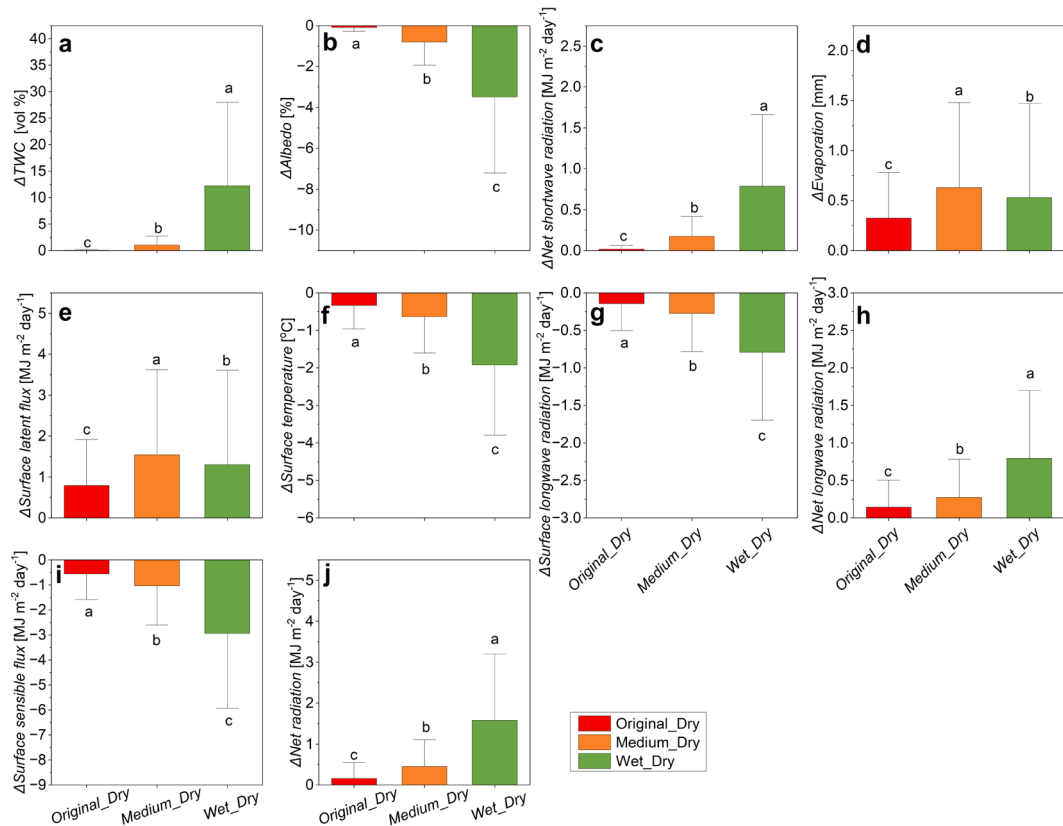 a
ΔTWC [vol %]
40
35
30
25
20
15
10
5
0
c
b
a
b
ΔAlbedo [%]
0
−2
−4
−6
−8
−10
a
b
c
c
ΔNet shortwave radiation [MJ m⁻² day⁻¹]
2.5
2.0
1.5
1.0
0.5
0.0
c
b
a
d
ΔEvaporation [mm]
2.0
1.5
1.0
0.5
0.0
c
a
b
e
ΔSurface latent flux [MJ m⁻² day⁻¹]
5
4
3
2
1
0
c
a
b
f
ΔSurface temperature [°C]
0
−1
−2
−3
−4
−5
−6
a
b
c
g
ΔSurface longwave radiation [MJ m⁻² day⁻¹]
0.0
−0.5
−1.0
−1.5
−2.0
−2.5
−3.0
a
b
c
Original_Dry
Medium_Dry
Wet_Dry
h
ΔNet longwave radiation [MJ m⁻² day⁻¹]
3.0
2.5
2.0
1.5
1.0
0.5
0.0
c
b
a
Original_Dry
Medium_Dry
Wet_Dry
i
ΔSurface sensible flux [MJ m⁻² day⁻¹]
0
−1
−2
−3
−4
−5
−6
−7
−8
−9
a
b
c
Original_Dry
Medium_Dry
Wet_Dry
j
ΔNet radiation [MJ m⁻² day⁻¹]
5
4
3
2
1
0
c
b
a
Original_Dry
Medium_Dry
Wet_Dry
Original_Dry
Medium_Dry
Wet_Dry